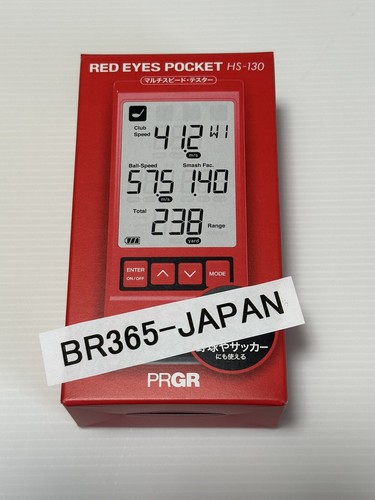 RED EYES POCKET HS-130
マルチスピード・テスター
Club Speed 41.2 W1
m/s
Ball-Speed Smash Fac.
57.5 1.40
m/s
Total 238 Range
yard
ENTER ON/OFF MODE
BR365-JAPAN
球やサッカー
にも使える
PRGR